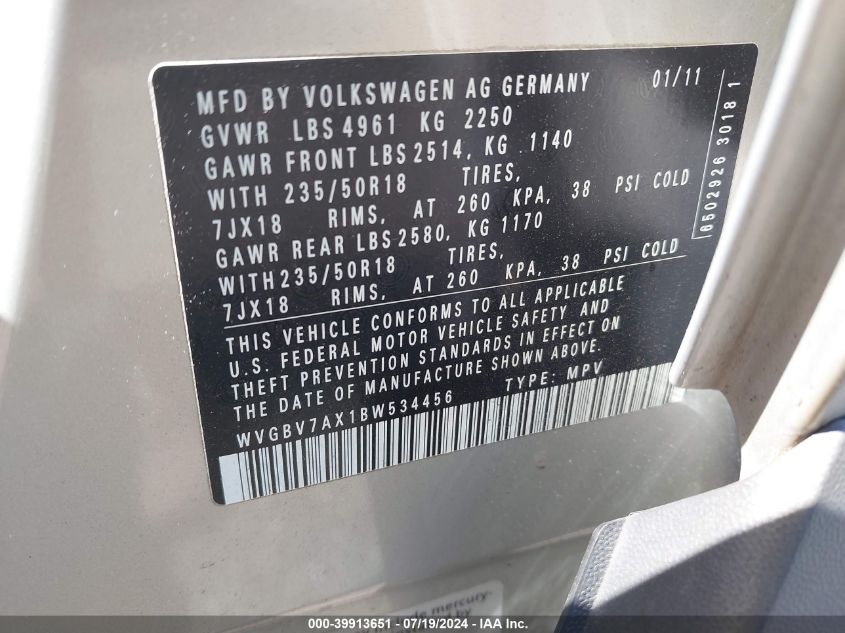 MFD BY VOLKSWAGEN AG GERMANY 01/11
GVWR LBS 4961 KG 2250
GAWR FRONT LBS 2514, KG 1140
WITH 235/50R18 TIRES,
7JX18 RIMS, AT 260 KPA, 38 PSI COLD
GAWR REAR LBS 2580, KG 1170
WITH 235/50R18 TIRES,
7JX18 RIMS, AT 260 KPA, 38 PSI COLD
THIS VEHICLE CONFORMS TO ALL APPLICABLE
U.S. FEDERAL MOTOR VEHICLE SAFETY AND
THEFT PREVENTION STANDARDS IN EFFECT ON
THE DATE OF MANUFACTURE SHOWN ABOVE.
WVGBV7AX1BW534456 TYPE: MPV
6502926 3018 1
mercury.
by
000-39913651 / 07/19/2024 - IAA, Inc.